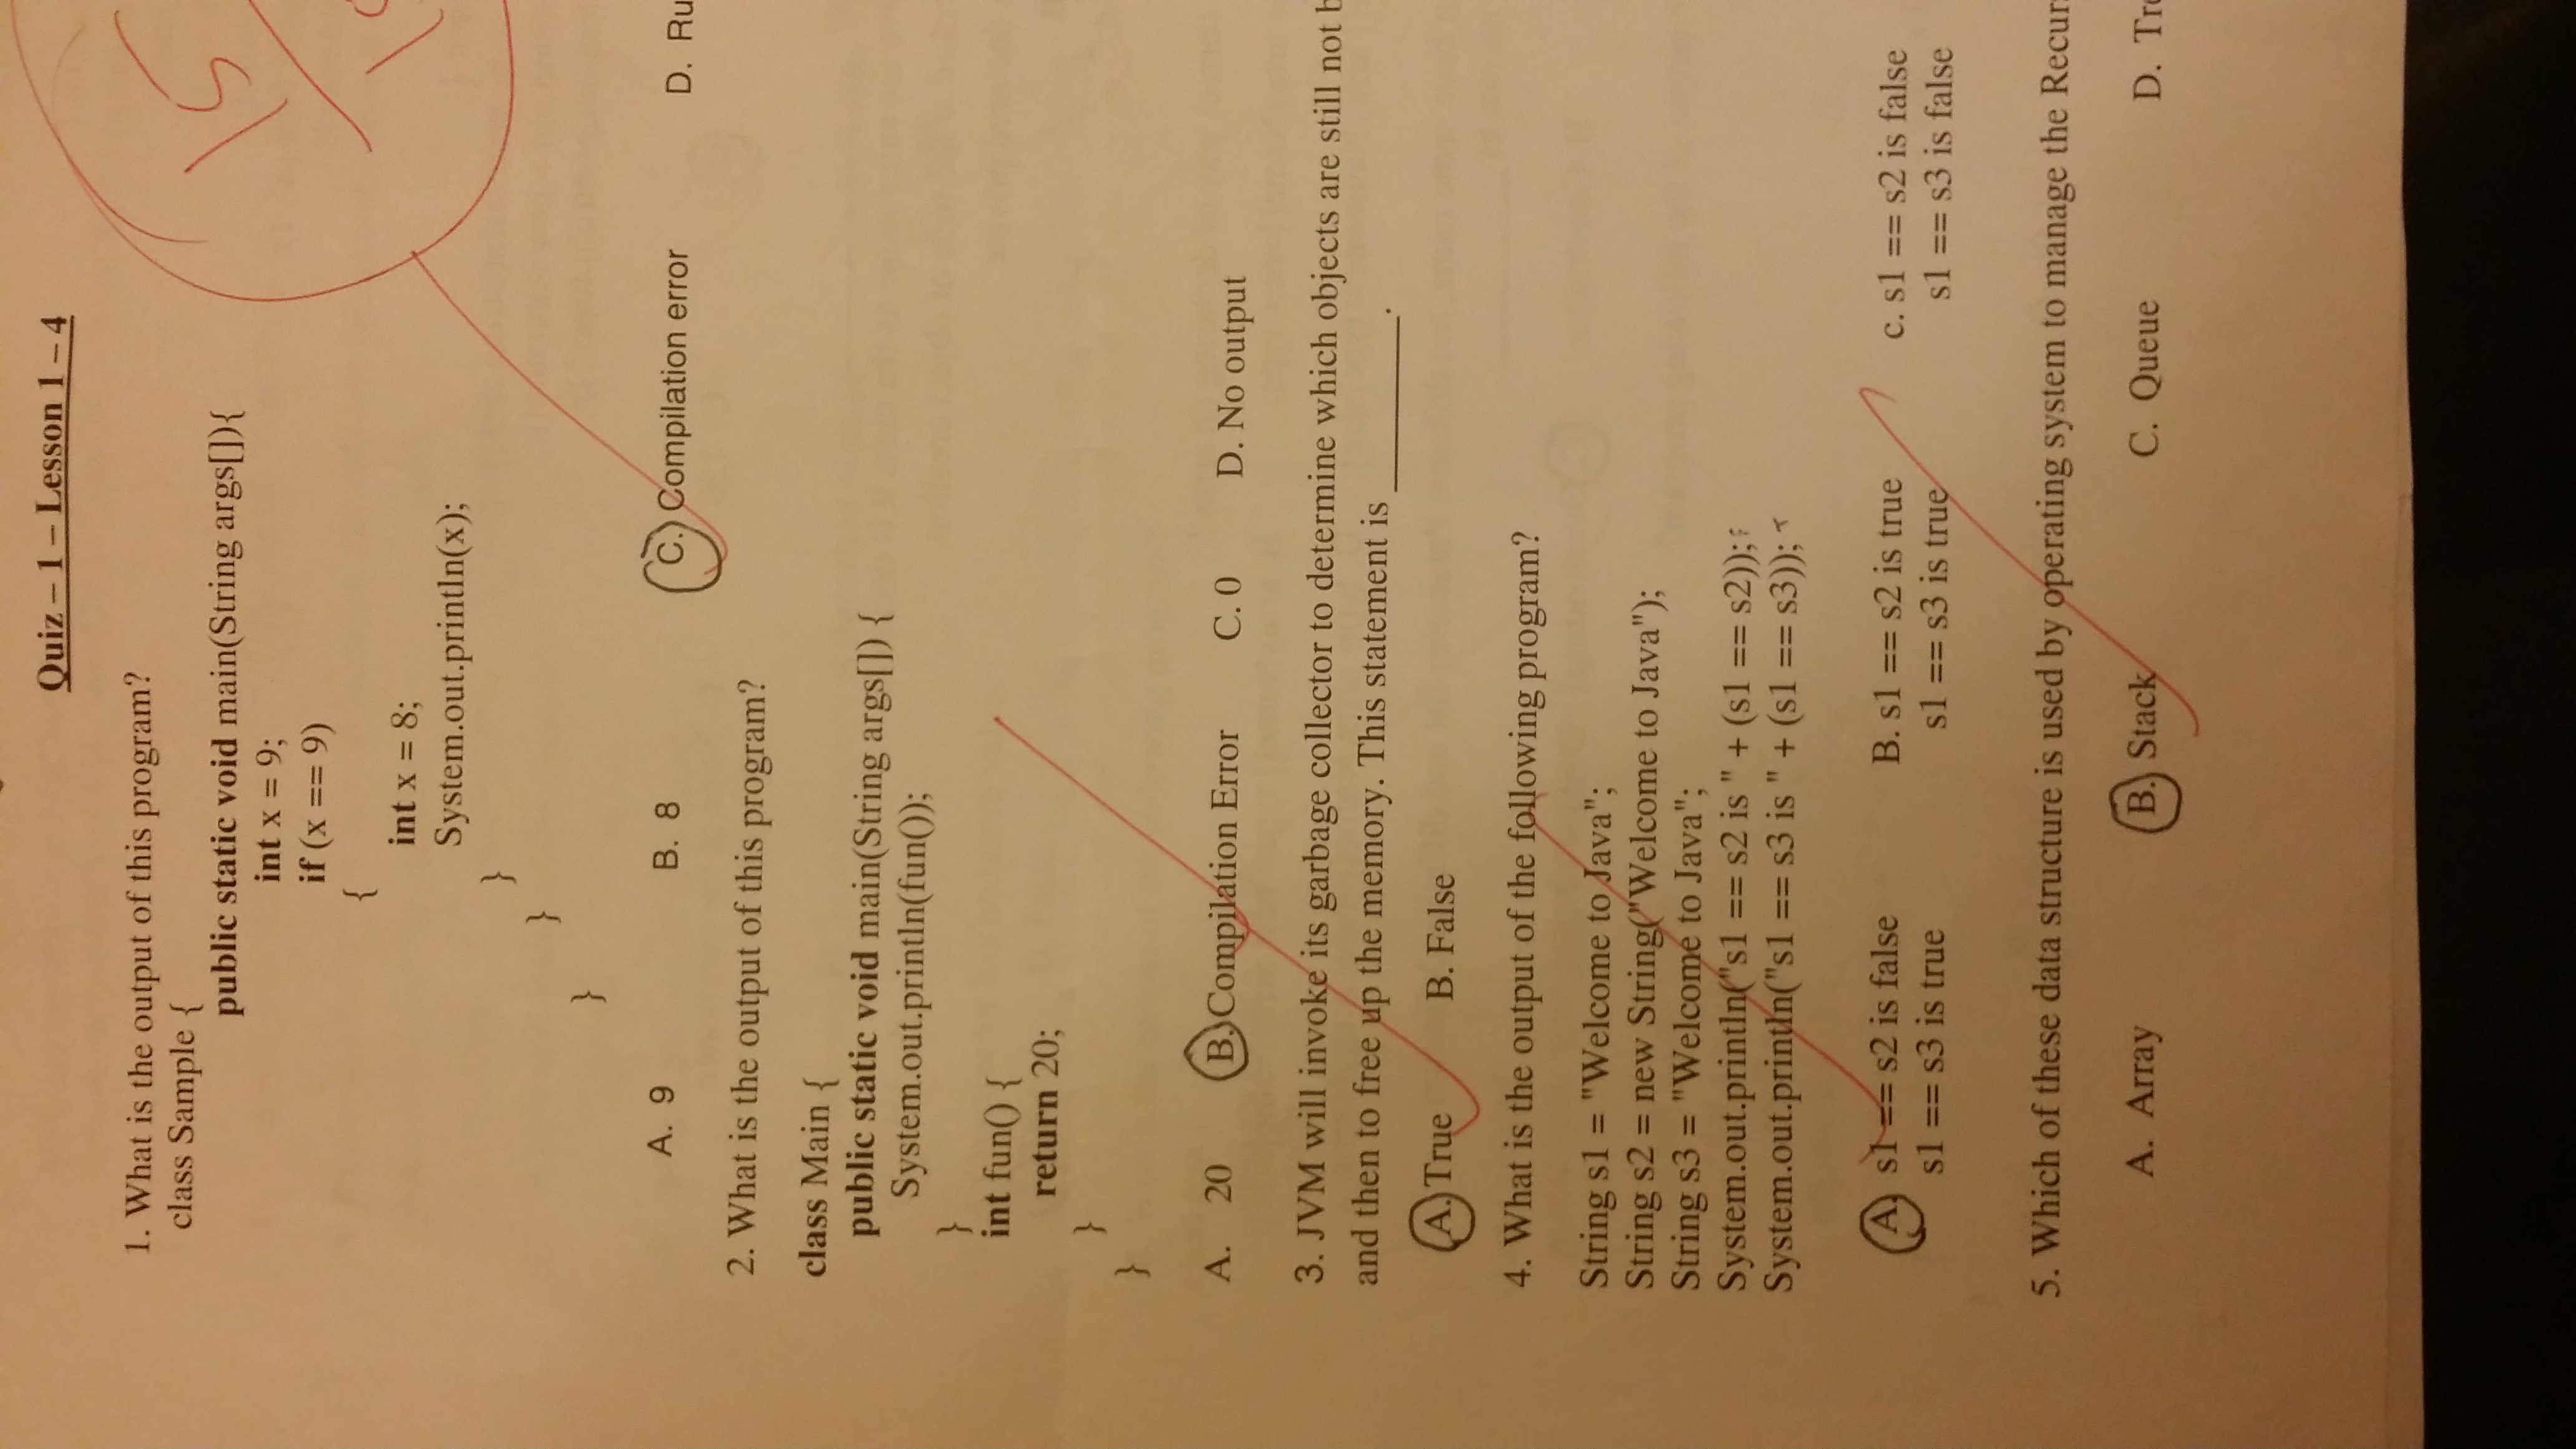 Quiz – 1 – Lesson 1 – 4
15
1. What is the output of this program?
class Sample {
public static void main(String args[]){
int x = 9;
if (x == 9)
{
int x = 8;
System.out.println(x);
}
}
}
A. 9 B. 8 C. Compilation error D. Ru
2. What is the output of this program?
class Main {
public static void main(String args[]) {
System.out.println(fun());
}
int fun() {
return 20;
}
}
A. 20 B. Compilation Error C. 0 D. No output
3. JVM will invoke its garbage collector to determine which objects are still not b
and then to free up the memory. This statement is _________.
A. True B. False
4. What is the output of the following program?
String s1 = "Welcome to Java";
String s2 = new String("Welcome to Java");
String s3 = "Welcome to Java";
System.out.println("s1 == s2 is " + (s1 == s2)); F
System.out.println("s1 == s3 is " + (s1 == s3)); T
A. s1 == s2 is false B. s1 == s2 is true c. s1 == s2 is false
s1 == s3 is true s1 == s3 is true s1 == s3 is false
5. Which of these data structure is used by operating system to manage the Recur
A. Array B. Stack C. Queue D. Tre